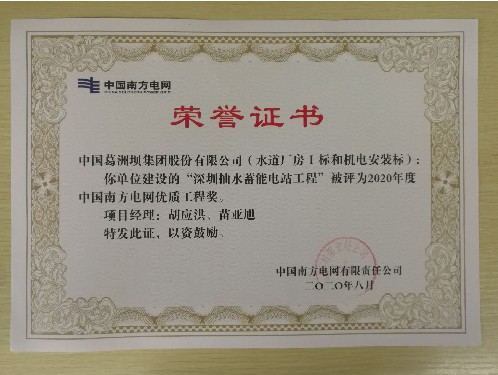 中国南方电网
荣誉证书
中国葛洲坝集团股份有限公司（水道厂房Ⅰ标和机电安装标）：
你单位建设的“深圳抽水蓄能电站工程”被评为2020年度
中国南方电网优质工程奖。
项目经理：胡应洪、苗亚旭
特发此证，以资鼓励。
中国南方电网有限责任公司
二〇二〇年八月